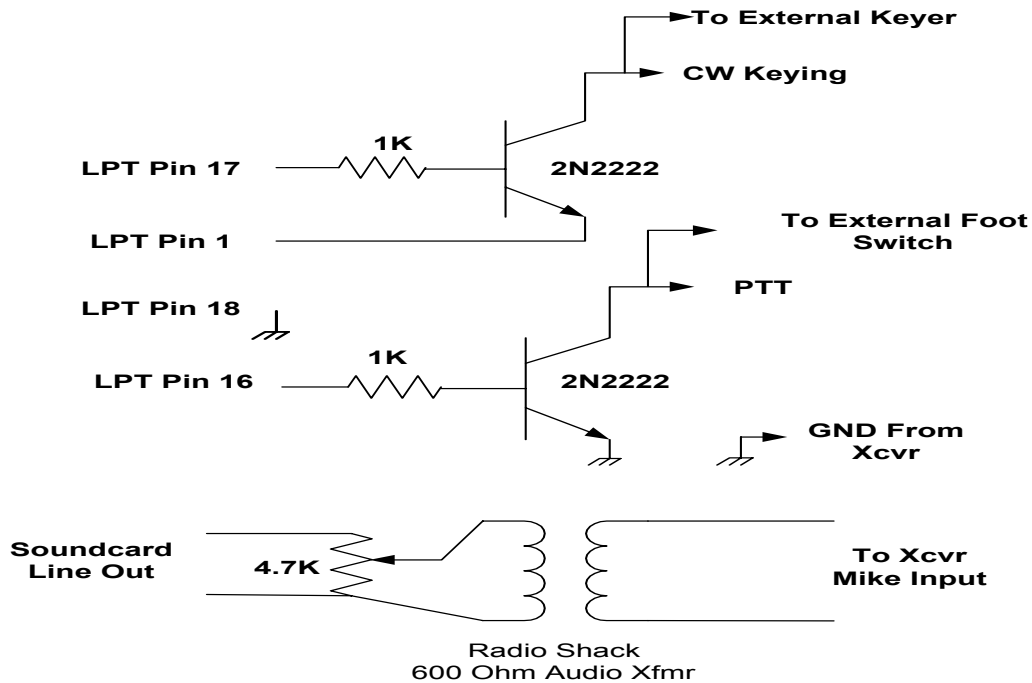 To External Keyer
CW Keying
1K
LPT Pin 17
2N2222
LPT Pin 1
To External Foot
Switch
LPT Pin 18
PTT
1K
LPT Pin 16
2N2222
GND From
Xcvr
Soundcard
Line Out
4.7K
To Xcvr
Mike Input
Radio Shack
600 Ohm Audio Xfmr